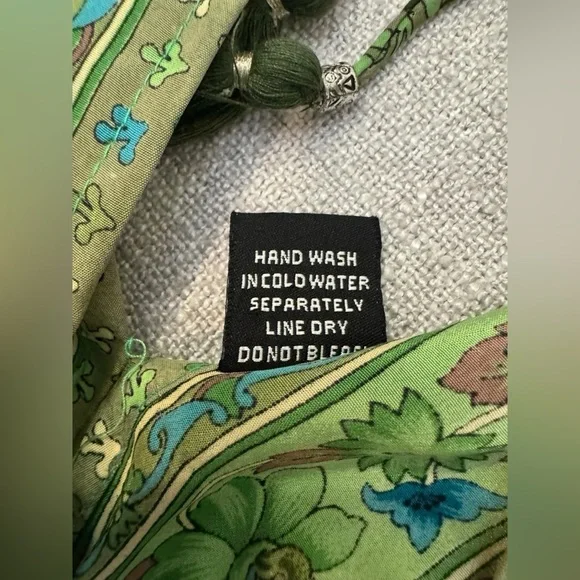 HAND WASH
IN COLD WATER
SEPARATELY
LINE DRY
DO NOT BLEACH